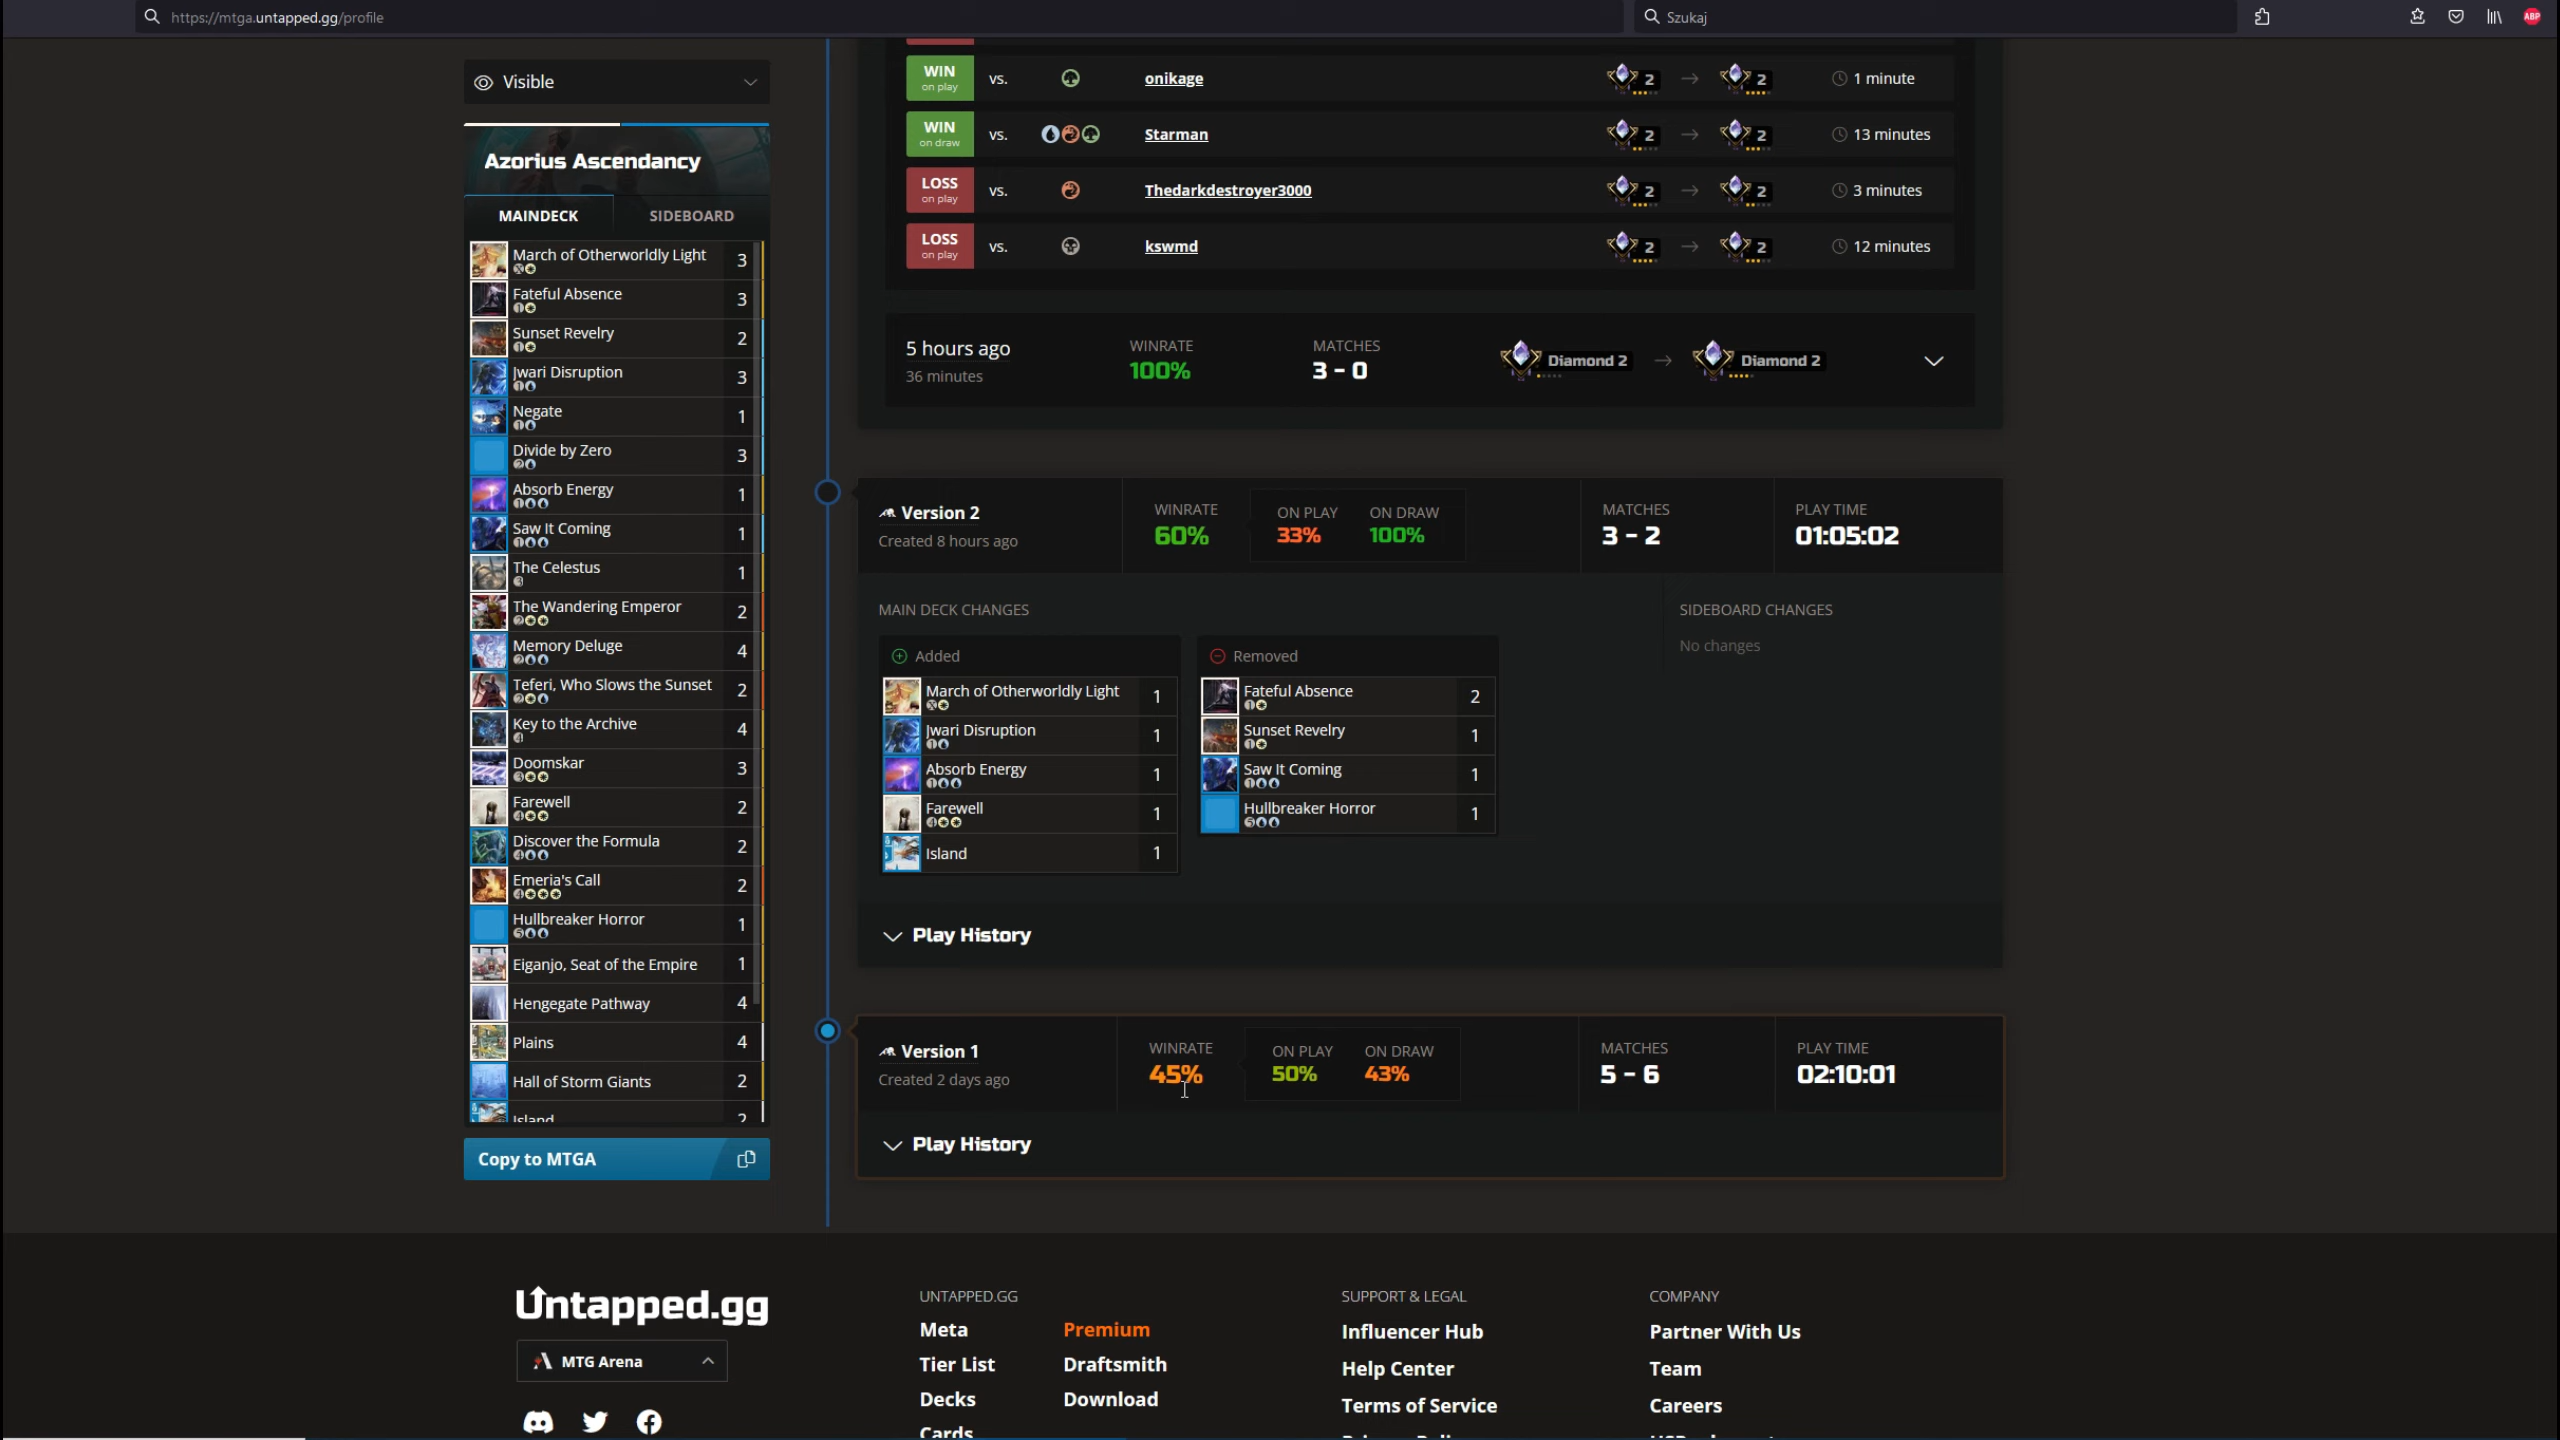 https://mtga.untapped.gg/profile
Szukaj
ABP
Visible
Azorius Ascendancy
MAINDECK SIDEBOARD
March of Otherworldly Light 3
Fateful Absence 3
Sunset Revelry 2
Jwari Disruption 3
Negate 1
Divide by Zero 3
Absorb Energy 1
Saw It Coming 1
The Celestus 1
The Wandering Emperor 2
Memory Deluge 4
Teferi, Who Slows the Sunset 2
Key to the Archive 4
Doomskar 3
Farewell 2
Discover the Formula 2
Emeria's Call 2
Hullbreaker Horror 1
Eiganjo, Seat of the Empire 1
Hengegate Pathway 4
Plains 4
Hall of Storm Giants 2
Island 2
Copy to MTGA
WIN on play vs. onikage 2 → 2 1 minute
WIN on draw vs. Starman 2 → 2 13 minutes
LOSS on play vs. Thedarkdestroyer3000 2 → 2 3 minutes
LOSS on play vs. kswmd 2 → 2 12 minutes
5 hours ago
36 minutes
WINRATE
100%
MATCHES
3 - 0
Diamond 2 → Diamond 2
Version 2
Created 8 hours ago
WINRATE
60%
ON PLAY
33%
ON DRAW
100%
MATCHES
3 - 2
PLAY TIME
01:05:02
MAIN DECK CHANGES
Added
March of Otherworldly Light 1
Jwari Disruption 1
Absorb Energy 1
Farewell 1
Island 1
Removed
Fateful Absence 2
Sunset Revelry 1
Saw It Coming 1
Hullbreaker Horror 1
SIDEBOARD CHANGES
No changes
Play History
Version 1
Created 2 days ago
WINRATE
45%
ON PLAY
50%
ON DRAW
43%
MATCHES
5 - 6
PLAY TIME
02:10:01
Play History
Untapped.gg
MTG Arena
UNTAPPED.GG
Meta
Tier List
Decks
Cards
Premium
Draftsmith
Download
SUPPORT & LEGAL
Influencer Hub
Help Center
Terms of Service
COMPANY
Partner With Us
Team
Careers